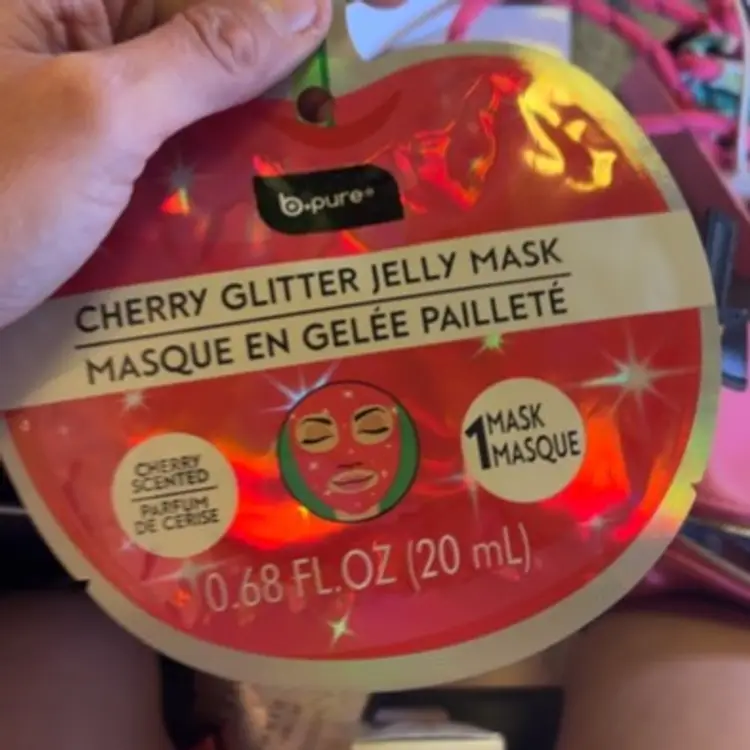 b.pure®
CHERRY GLITTER JELLY MASK
MASQUE EN GELÉE PAILLETÉ
CHERRY
SCENTED
PARFUM
DE CERISE
1 MASK
MASQUE
0.68 FL.OZ (20 mL)